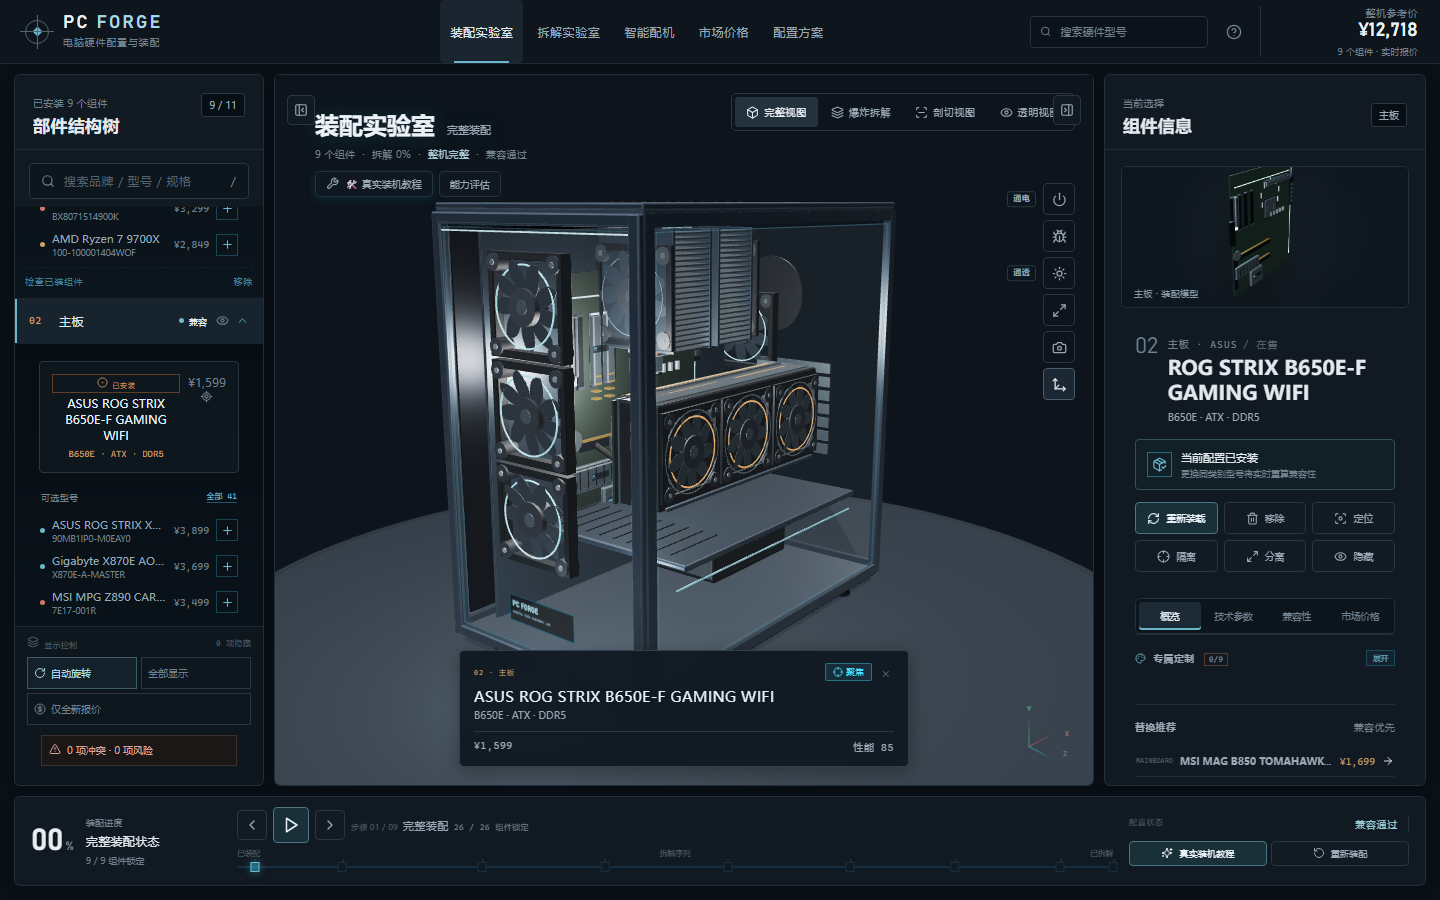 PC FORGE
电脑硬件配置与装配
装配实验室
拆解实验室
智能配机
市场价格
配置方案
搜索硬件型号
整机参考价
¥12,718
9 个组件 · 实时报价
已安装 9 个组件
部件结构树
9 / 11
搜索品牌 / 型号 / 规格
/
BX8071514900K
¥3,299
AMD Ryzen 7 9700X
100-100001404WOF
¥2,849
检查已装组件
移除
02
主板
兼容
已安装
¥1,599
ASUS ROG STRIX
B650E-F GAMING
WIFI
B650E · ATX · DDR5
可选型号
全部 41
ASUS ROG STRIX X...
90MB1IP0-M0EAY0
¥3,899
Gigabyte X870E AO...
X870E-A-MASTER
¥3,699
MSI MPG Z890 CAR...
7E17-001R
¥3,499
显示控制
0 项隐藏
自动旋转
全部显示
仅全新报价
0 项冲突 · 0 项风险
装配实验室
完整装配
9 个组件 · 拆解 0% · 整机完整 · 兼容通过
真实装机教程
能力评估
完整视图
爆炸拆解
剖切视图
透明视图
通电
通透
PC FORGE
02 · 主板
聚焦
ASUS ROG STRIX B650E-F GAMING WIFI
B650E · ATX · DDR5
¥1,599
性能 85
Y
X
Z
当前选择
组件信息
主板
主板 · 装配模型
02
主板 · ASUS / 在售
ROG STRIX B650E-F
GAMING WIFI
B650E · ATX · DDR5
当前配置已安装
更换同类别型号将实时重算兼容性
重新装载
移除
定位
隔离
分离
隐藏
概览
技术参数
兼容性
市场价格
专属定制
0/9
展开
替换推荐
兼容优先
MAINBOARD
MSI MAG B850 TOMAHAWK...
¥1,699
00%
装配进度
完整装配状态
9 / 9 组件锁定
步骤 01 / 09
完整装配
26 / 26 组件锁定
已装配
拆解序列
已拆解
配置状态
兼容通过
真实装机教程
重新装配